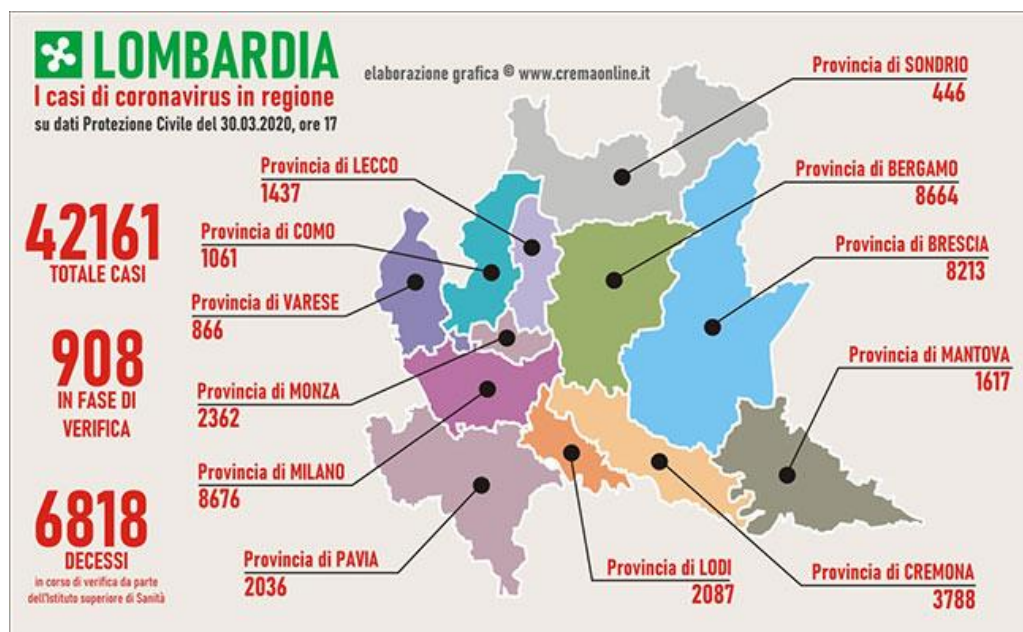 LOMBARDIA
I casi di coronavirus in regione
su dati Protezione Civile del 30.03.2020, ore 17
elaborazione grafica © www.cremaonline.it
42161
TOTALE CASI
908
IN FASE DI
VERIFICA
6818
DECESSI
in corso di verifica da parte
dell'Istituto superiore di Sanità
Provincia di LECCO
1437
Provincia di COMO
1061
Provincia di VARESE
866
Provincia di MONZA
2362
Provincia di MILANO
8676
Provincia di PAVIA
2036
Provincia di SONDRIO
446
Provincia di BERGAMO
8664
Provincia di BRESCIA
8213
Provincia di MANTOVA
1617
Provincia di LODI
2087
Provincia di CREMONA
3788